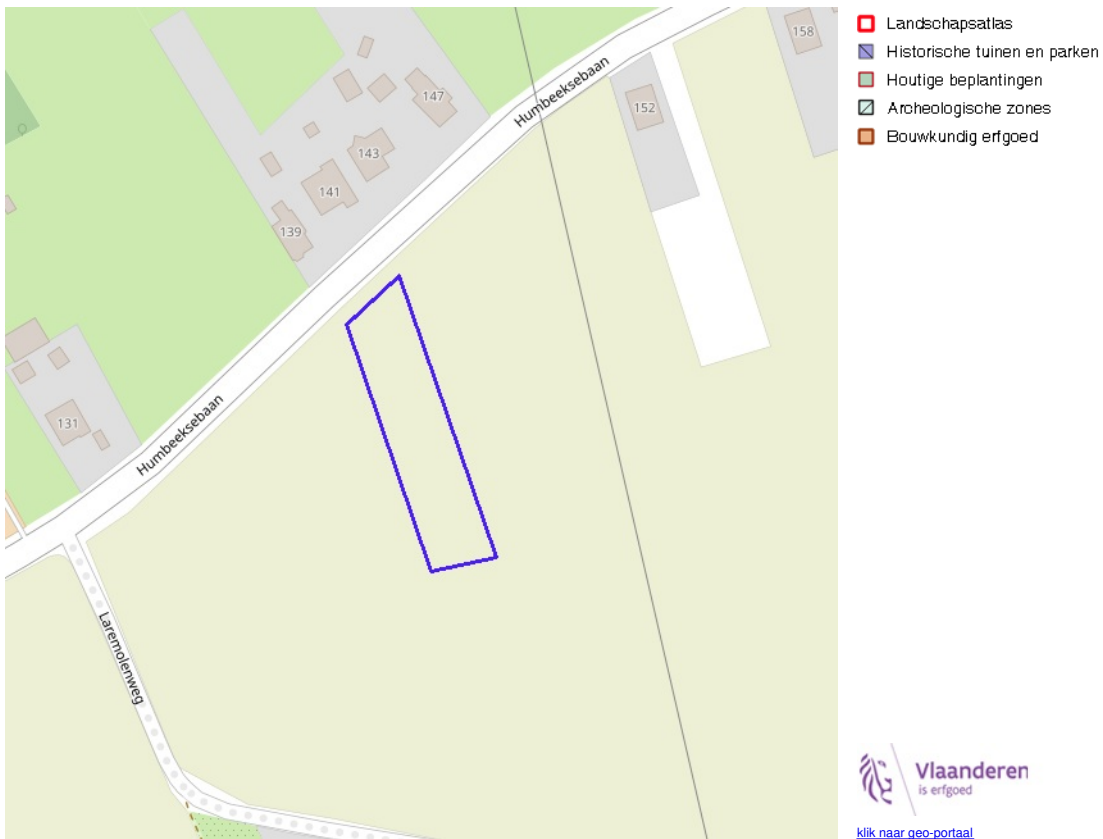 Landschapsatlas
Historische tuinen en parken
Houtige beplantingen
Archeologische zones
Bouwkundig erfgoed
158
147
Humbeeksebaan
152
143
141
139
131
Humbeeksebaan
Laremolenweg
Vlaanderen
is erfgoed
klik naar geo-portaal